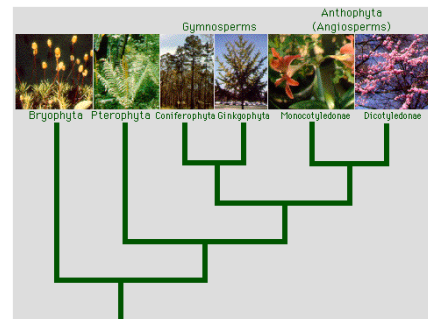 Anthophyta
Gymnosperms (Angiosperms)
Bryophyta Pterophyta Coniferophyta Ginkgophyta Monocotyledonae Dicotyledonae